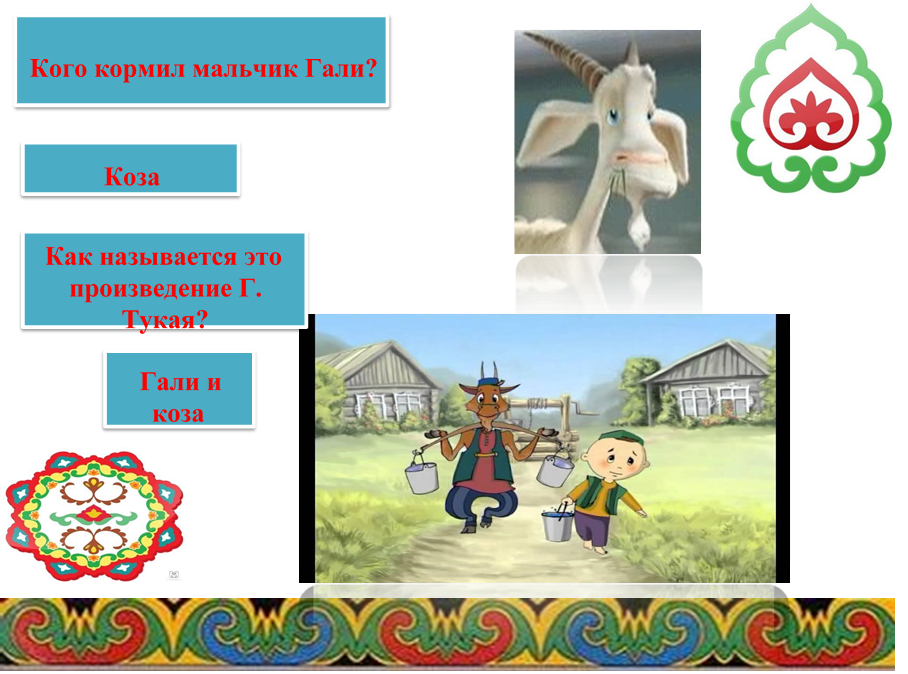 Кого кормил мальчик Гали?
Коза
Как называется это
произведение Г.
Тукая?
Гали и
коза